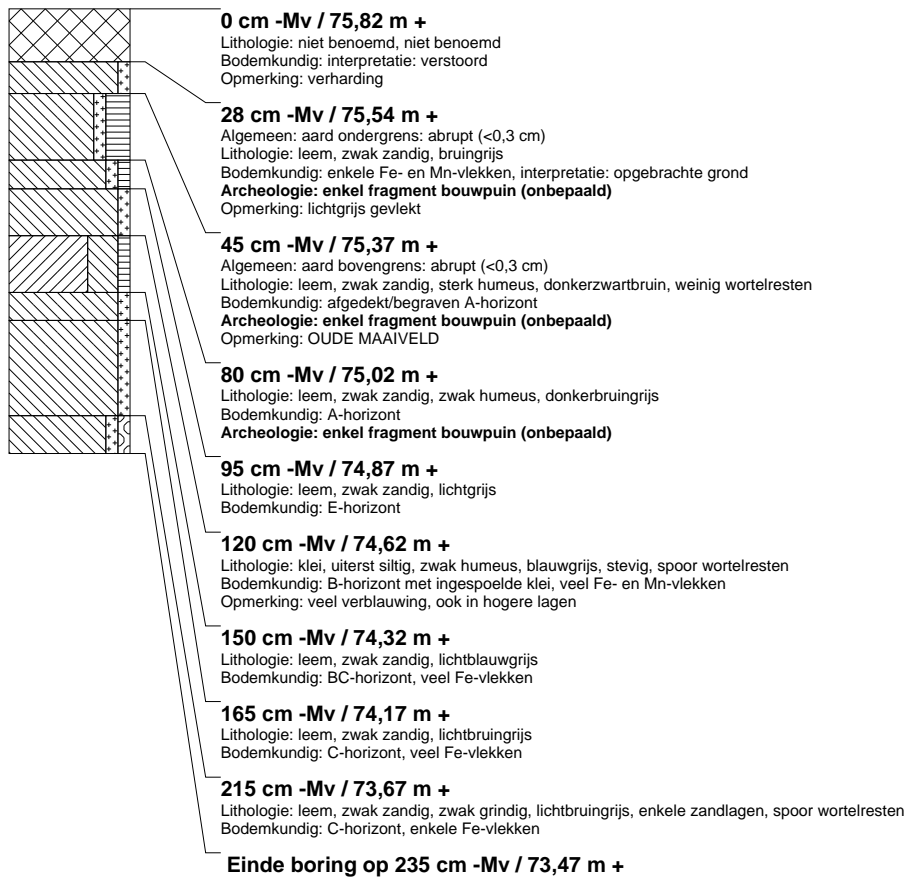 0 cm -Mv / 75,82 m +
Lithologie: niet benoemd, niet benoemd
Bodemkundig: interpretatie: verstoord
Opmerking: verharding
28 cm -Mv / 75,54 m +
Algemeen: aard ondergrens: abrupt (<0,3 cm)
Lithologie: leem, zwak zandig, bruingrijs
Bodemkundig: enkele Fe- en Mn-vlekken, interpretatie: opgebrachte grond
Archeologie: enkel fragment bouwpuin (onbepaald)
Opmerking: lichtgrijs gevlekt
45 cm -Mv / 75,37 m +
Algemeen: aard bovengrens: abrupt (<0,3 cm)
Lithologie: leem, zwak zandig, sterk humeus, donkerzwartbruin, weinig wortelresten
Bodemkundig: afgedekt/begraven A-horizont
Archeologie: enkel fragment bouwpuin (onbepaald)
Opmerking: OUDE MAAIVELD
80 cm -Mv / 75,02 m +
Lithologie: leem, zwak zandig, zwak humeus, donkerbruingrijs
Bodemkundig: A-horizont
Archeologie: enkel fragment bouwpuin (onbepaald)
95 cm -Mv / 74,87 m +
Lithologie: leem, zwak zandig, lichtgrijs
Bodemkundig: E-horizont
120 cm -Mv / 74,62 m +
Lithologie: klei, uiterst siltig, zwak humeus, blauwgrijs, stevig, spoor wortelresten
Bodemkundig: B-horizont met ingespoelde klei, veel Fe- en Mn-vlekken
Opmerking: veel verblauwing, ook in hogere lagen
150 cm -Mv / 74,32 m +
Lithologie: leem, zwak zandig, lichtblauwgrijs
Bodemkundig: BC-horizont, veel Fe-vlekken
165 cm -Mv / 74,17 m +
Lithologie: leem, zwak zandig, lichtbruingrijs
Bodemkundig: C-horizont, veel Fe-vlekken
215 cm -Mv / 73,67 m +
Lithologie: leem, zwak zandig, zwak grindig, lichtbruingrijs, enkele zandlagen, spoor wortelresten
Bodemkundig: C-horizont, enkele Fe-vlekken
Einde boring op 235 cm -Mv / 73,47 m +